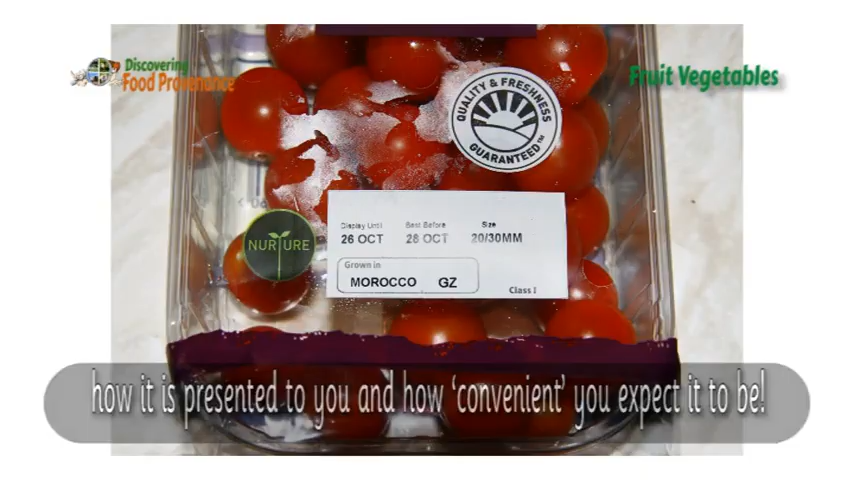 Discovering
Food Provenance
Fruit Vegetables
QUALITY & FRESHNESS
GUARANTEED™
NURTURE
Display Until Best Before Size
26 OCT 28 OCT 20/30MM
Grown in
MOROCCO GZ
Class I
how it is presented to you and how ‘convenient’ you expect it to be!